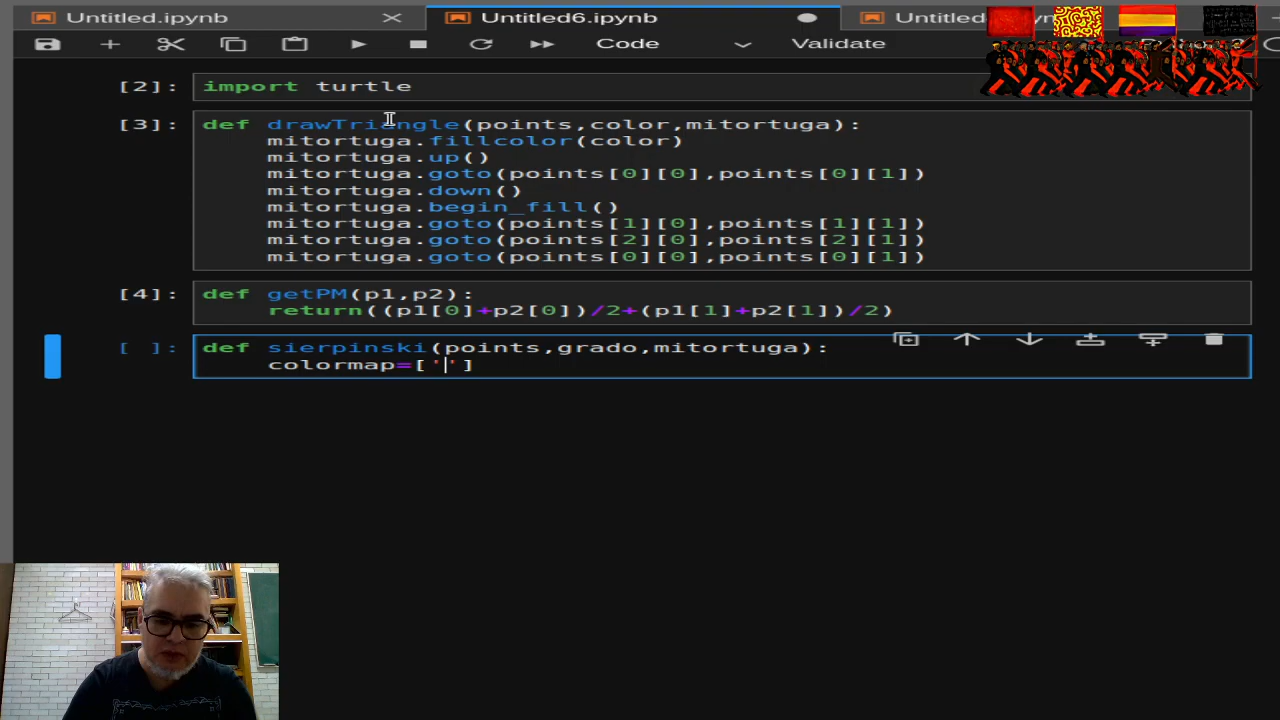 Untitled.ipynb
Untitled6.ipynb
Untitled
Code
Validate
[2]:
import turtle
[3]:
def drawTriangle(points,color,mitortuga):
mitortuga.fillcolor(color)
mitortuga.up()
mitortuga.goto(points[0][0],points[0][1])
mitortuga.down()
mitortuga.begin_fill()
mitortuga.goto(points[1][0],points[1][1])
mitortuga.goto(points[2][0],points[2][1])
mitortuga.goto(points[0][0],points[0][1])
[4]:
def getPM(p1,p2):
return((p1[0]+p2[0])/2+(p1[1]+p2[1])/2)
[ ]:
def sierpinski(points,grado,mitortuga):
colormap=['']